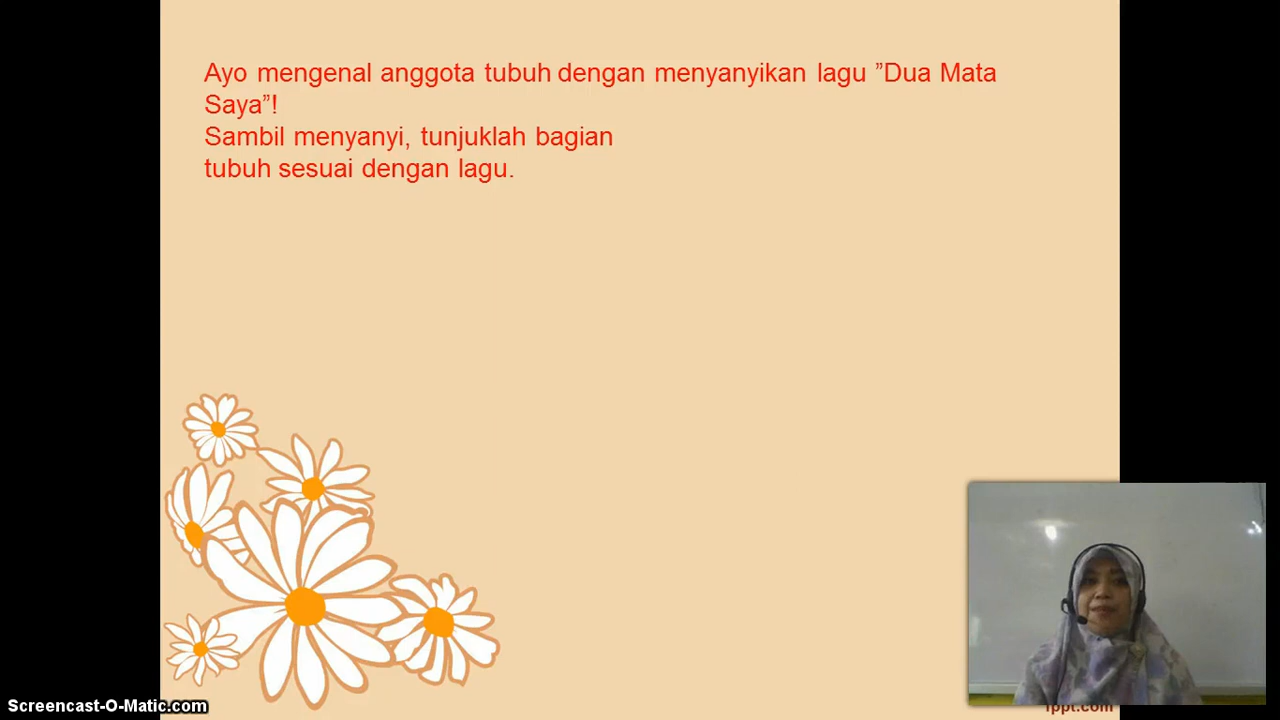 Ayo mengenal anggota tubuh dengan menyanyikan lagu ”Dua Mata
Saya”!
Sambil menyanyi, tunjuklah bagian
tubuh sesuai dengan lagu.
fppt.com
Screencast-O-Matic.com